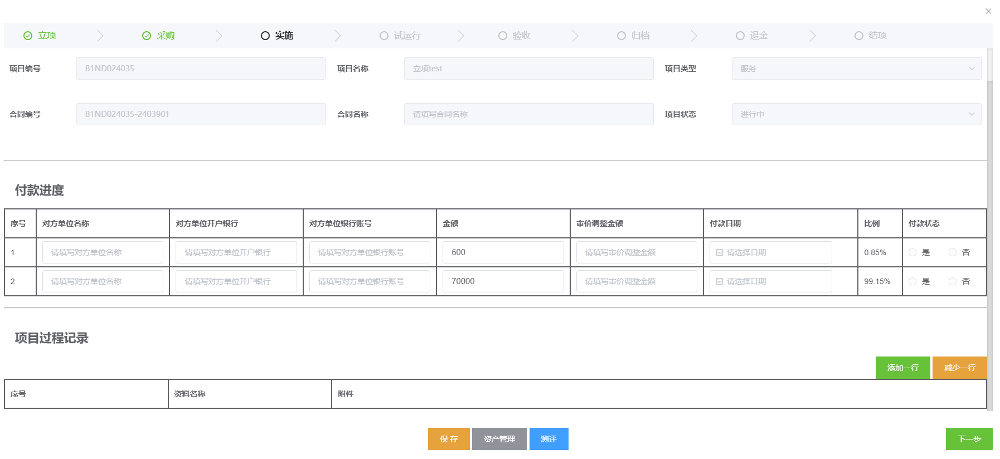 立项 采购 实施 试运行 验收 归档 退金 结项
项目编号 B1ND024035 项目名称 立项test 项目类型 服务
合同编号 B1ND024035-2403901 合同名称 请填写合同名称 项目状态 进行中
付款进度
序号 对方单位名称 对方单位开户银行 对方单位银行账号 金额 审价调整金额 付款日期 比例 付款状态
1 请填写对方单位名称 请填写对方单位开户银行 请填写对方单位银行账号 600 请填写审价调整金额 请选择日期 0.85% 是 否
2 请填写对方单位名称 请填写对方单位开户银行 请填写对方单位银行账号 70000 请填写审价调整金额 请选择日期 99.15% 是 否
项目过程记录
添加一行 减少一行
序号 资料名称 附件
保 存 资产管理 测评 下一步